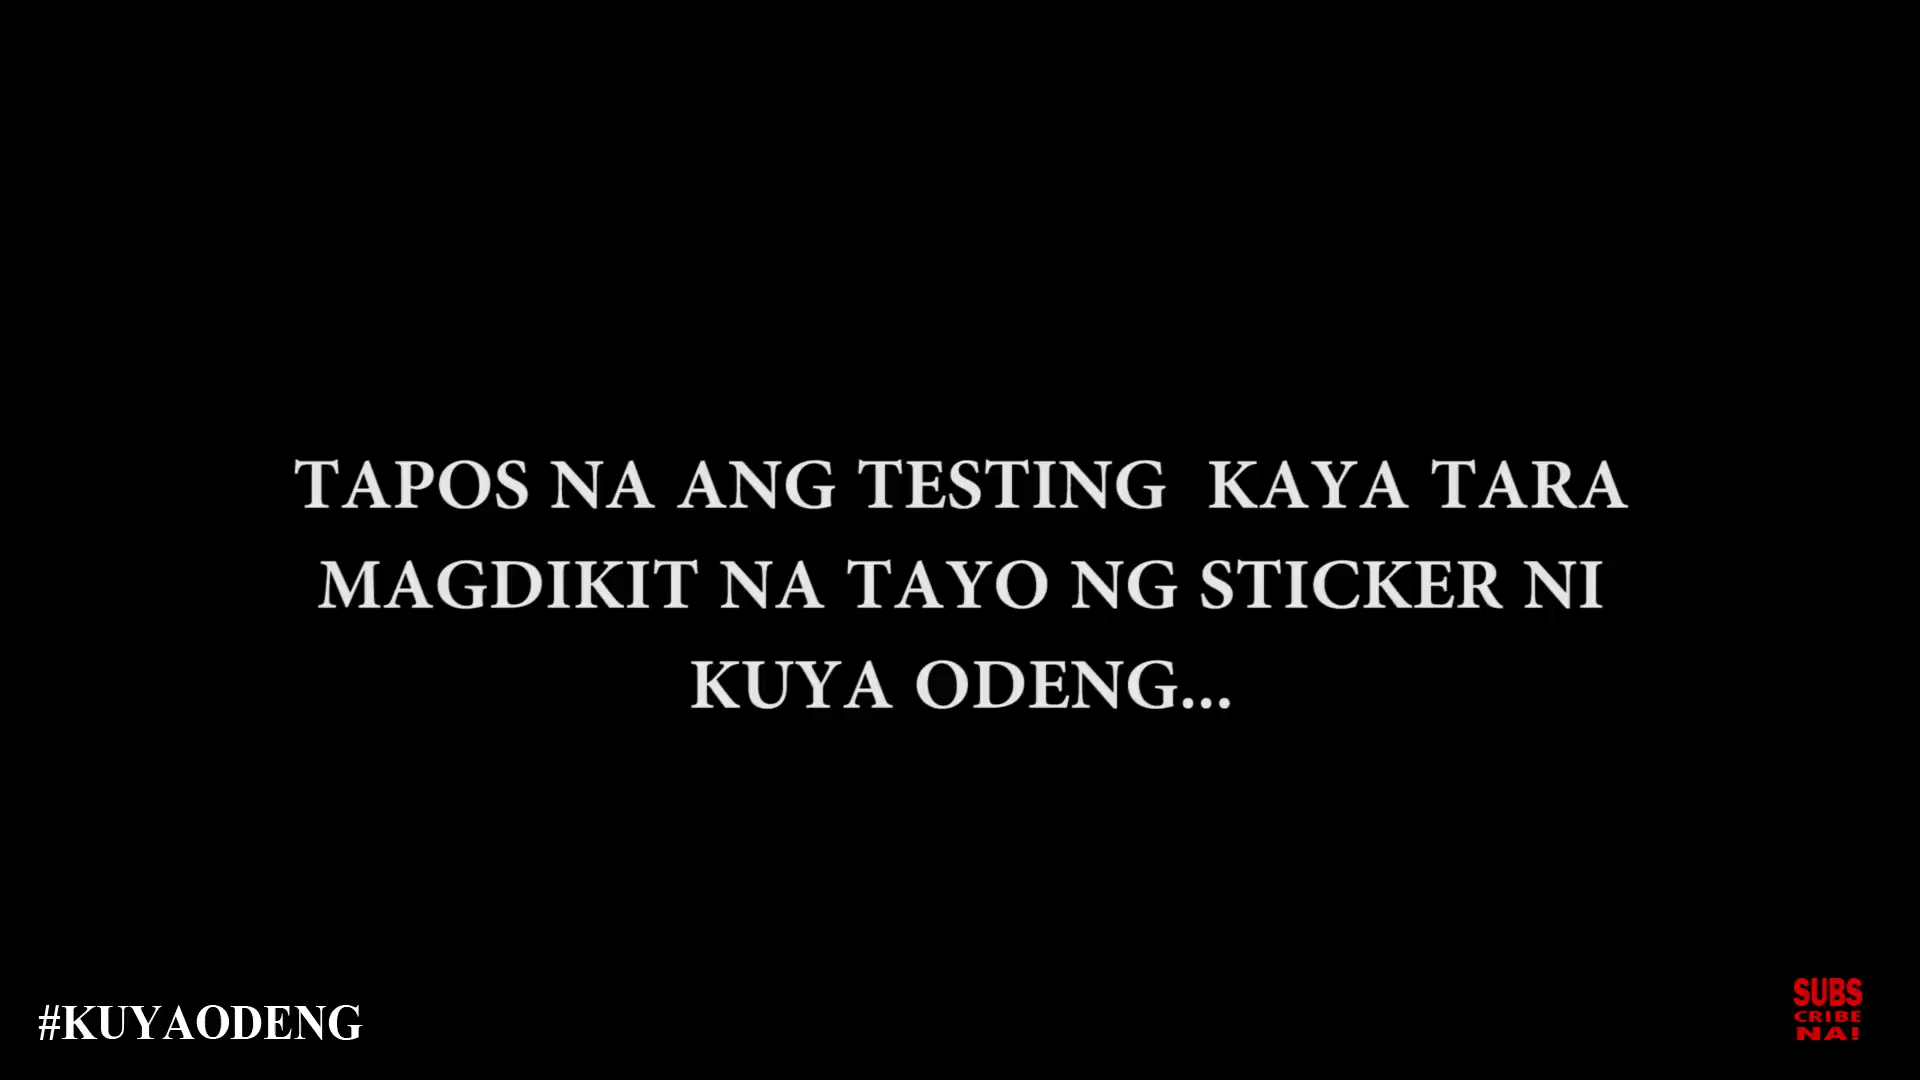 TAPOS NA ANG TESTING  KAYA TARA
MAGDIKIT NA TAYO NG STICKER NI
KUYA ODENG...
#KUYAODENG
SUBS
CRIBE
NA!